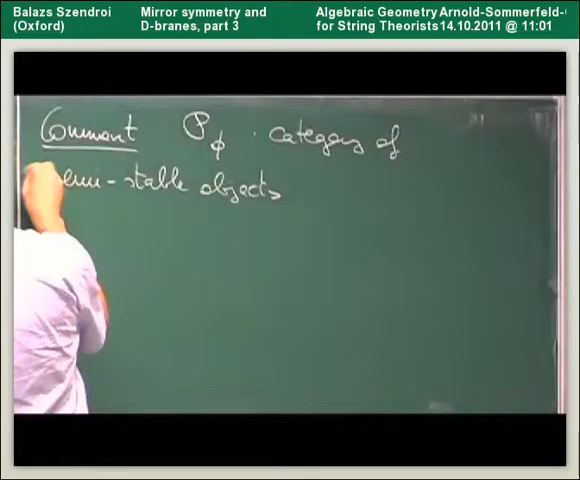 Balazs Szendroi
(Oxford)
Mirror symmetry and
D-branes, part 3
Algebraic Geometry
for String Theorists
Arnold-Sommerfeld-
14.10.2011 @ 11:01
Comment P_ϕ · category of
emi-stable objects